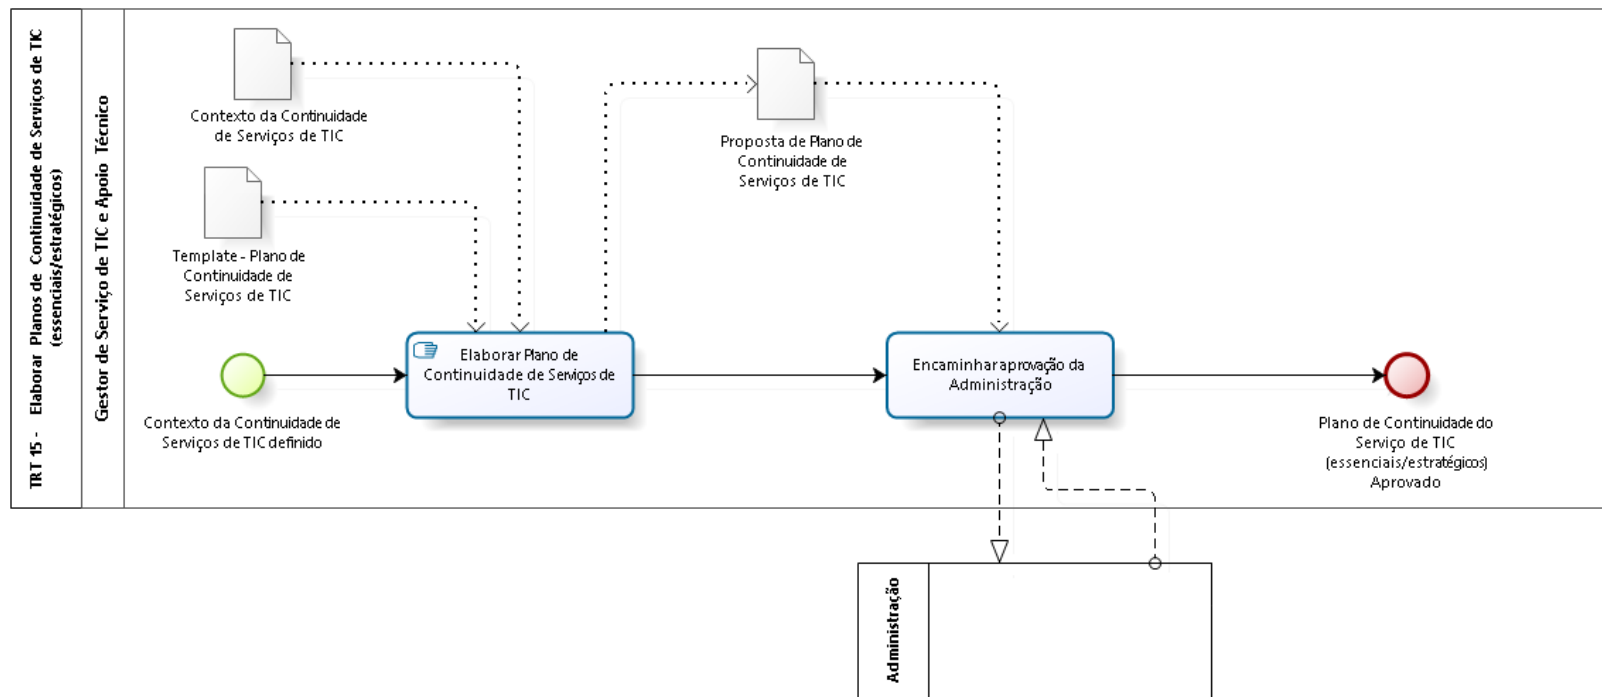 TRT 15 - Elaborar Planos de Continuidade de Serviços de TIC
(essenciais/estratégicos)
Gestor de Serviço de TIC e Apoio Técnico
Contexto da Continuidade
de Serviços de TIC
Template - Plano de
Continuidade de
Serviços de TIC
Proposta de Plano de
Continuidade de
Serviços de TIC
Contexto da Continuidade de
Serviços de TIC definido
Elaborar Plano de
Continuidade de Serviços de
TIC
Encaminhar aprovação da
Administração
Plano de Continuidade do
Serviço de TIC
(essenciais/estratégicos)
Aprovado
Administração